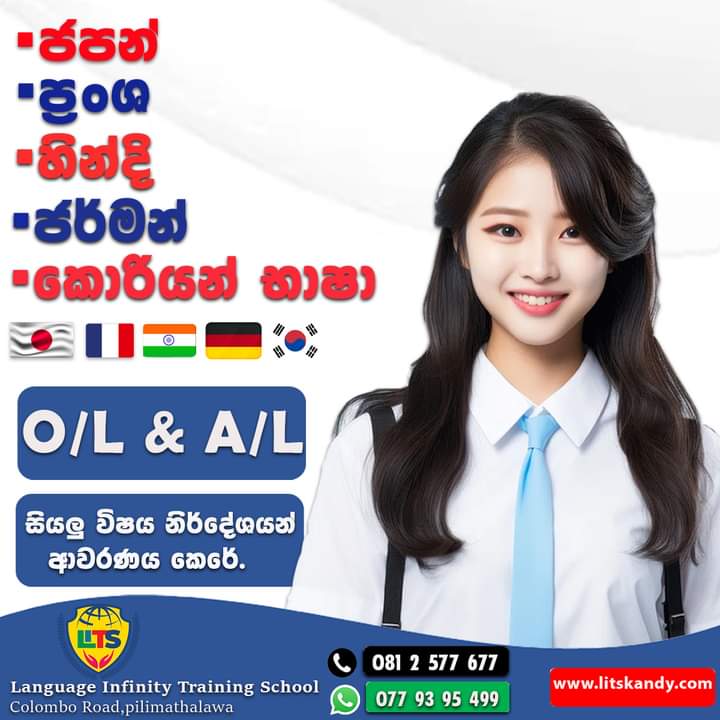 ▪ජපන්
▪ප්‍රංශ
▪හින්දි
▪ජර්මන්
▪කොරියන් භාෂා
O/L & A/L
සියලු විෂය නිර්දේශයන්
ආවරණය කෙරේ.
LITS
Language Infinity Training School
Colombo Road,pilimathalawa
081 2 577 677
077 93 95 499
www.litskandy.com